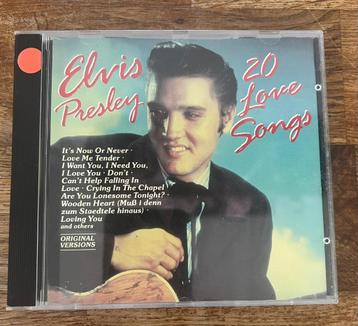 Elvis
Presley
20
Love
Songs
It's Now Or Never ·
Love Me Tender ·
I Want You, I Need You,
I Love You · Don't ·
Can't Help Falling In
Love · Crying In The Chapel
Are You Lonesome Tonight? ·
Wooden Heart (Muß i denn
zum Staedtele hinaus) ·
Loving You
and others
ORIGINAL
VERSIONS